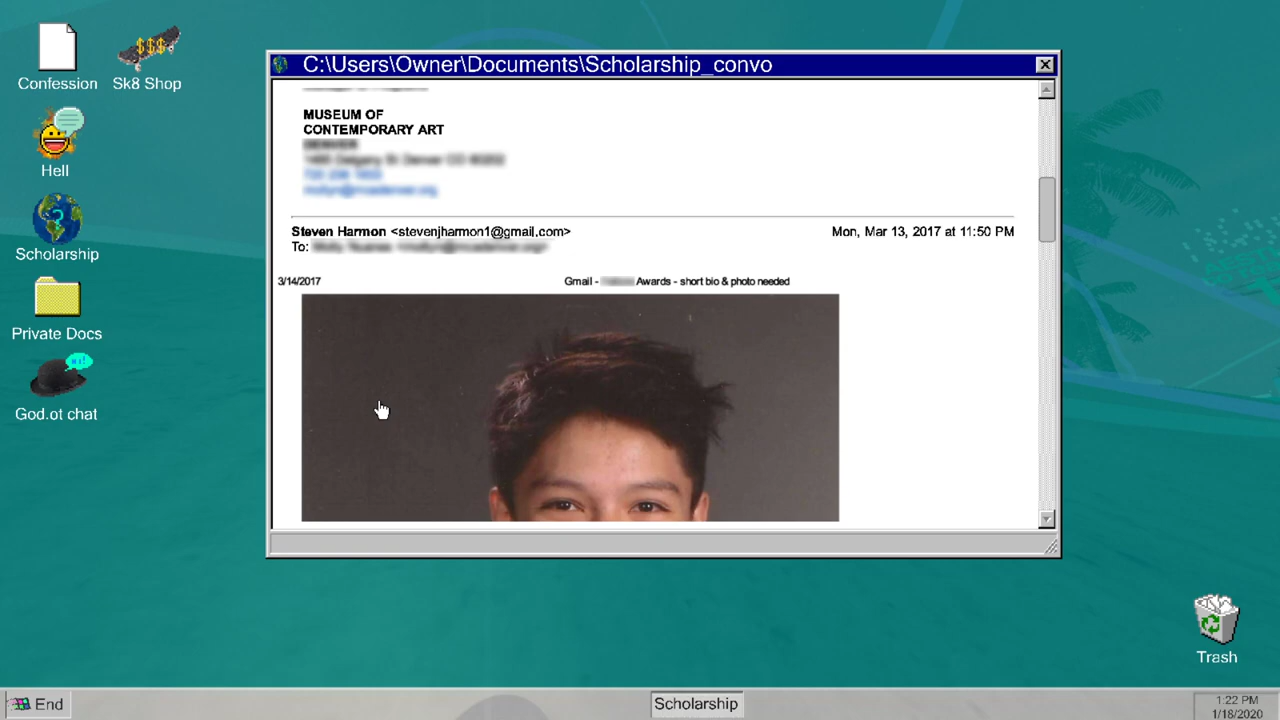 Confession
Sk8 Shop
Hell
Scholarship
Private Docs
God.ot chat
C:\Users\Owner\Documents\Scholarship_convo
MUSEUM OF
CONTEMPORARY ART
Steven Harmon <stevenjharmon1@gmail.com>
Mon, Mar 13, 2017 at 11:50 PM
To:
3/14/2017
Gmail - Awards - short bio & photo needed
Trash
End
Scholarship
1:22 PM
1/18/2020